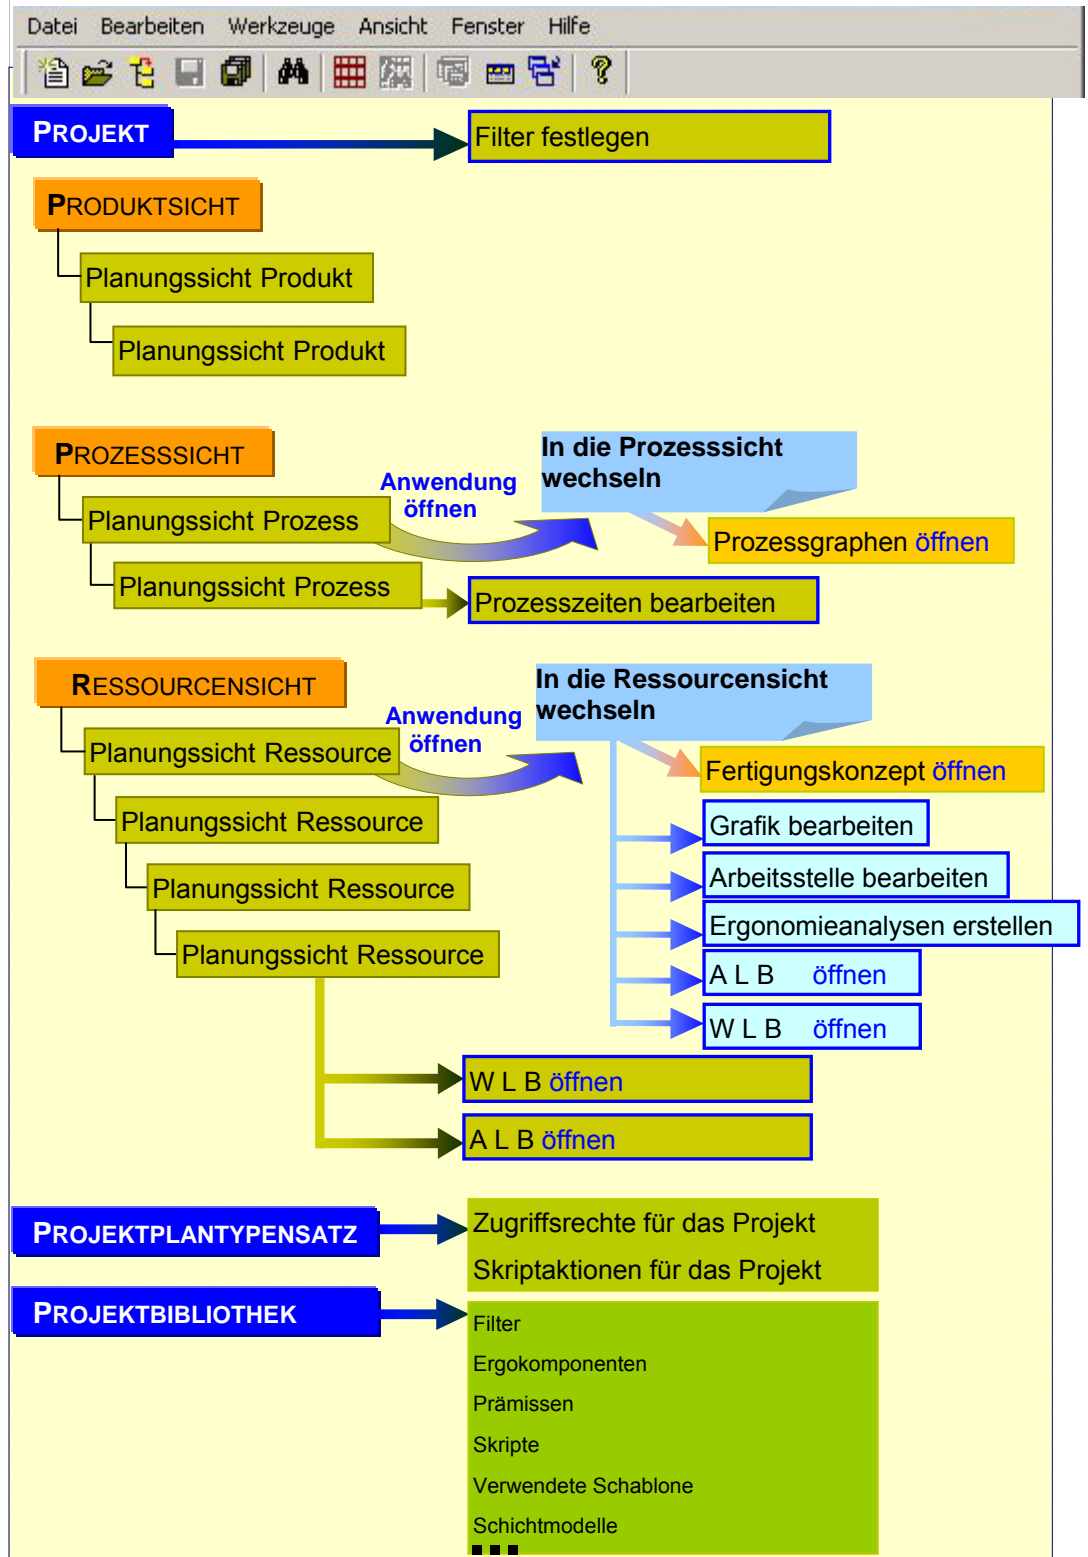 Datei Bearbeiten Werkzeuge Ansicht Fenster Hilfe
PROJEKT
Filter festlegen
PRODUKTSICHT
Planungssicht Produkt
Planungssicht Produkt
PROZESSSICHT
In die Prozesssicht
wechseln
Anwendung
öffnen
Planungssicht Prozess
Prozessgraphen öffnen
Planungssicht Prozess
Prozesszeiten bearbeiten
RESSOURCENSICHT
In die Ressourcensicht
wechseln
Anwendung
öffnen
Planungssicht Ressource
Fertigungskonzept öffnen
Planungssicht Ressource
Grafik bearbeiten
Planungssicht Ressource
Arbeitsstelle bearbeiten
Ergonomieanalysen erstellen
Planungssicht Ressource
A L B öffnen
W L B öffnen
W L B öffnen
A L B öffnen
PROJEKTPLANTYPENSATZ
Zugriffsrechte für das Projekt
Skriptaktionen für das Projekt
PROJEKTBIBLIOTHEK
Filter
Ergokomponenten
Prämissen
Skripte
Verwendete Schablone
Schichtmodelle